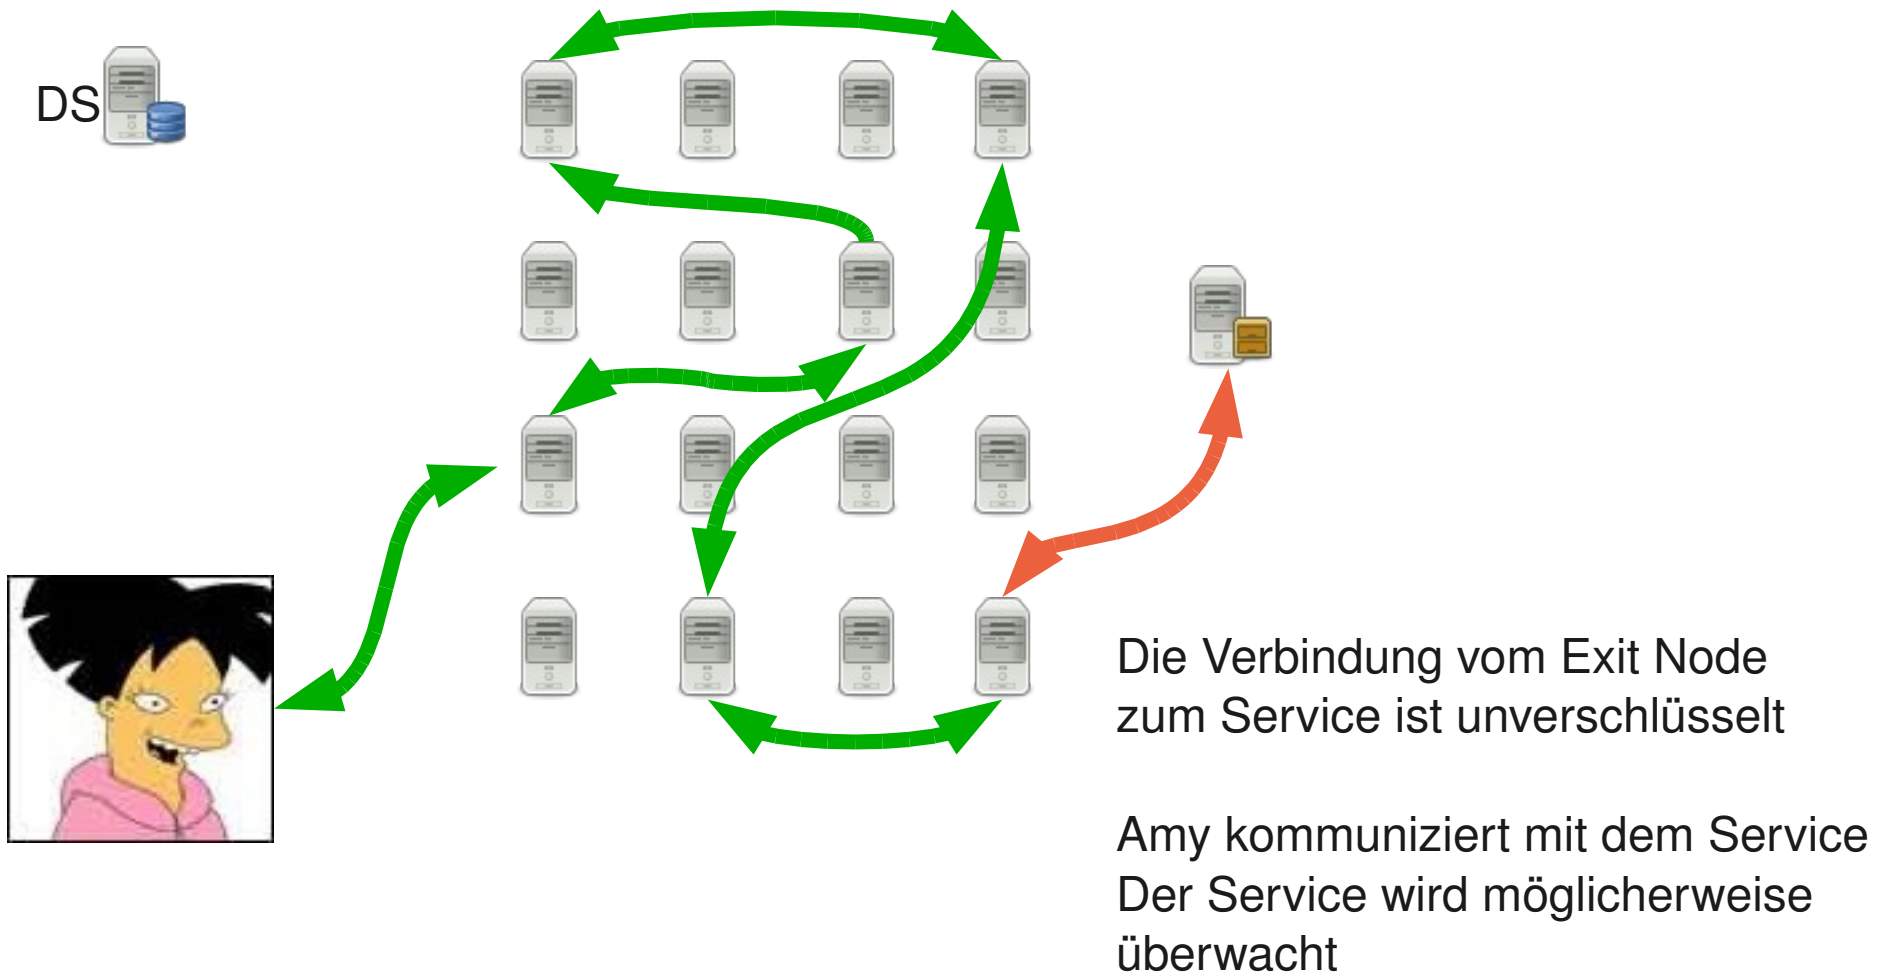 DS
Die Verbindung vom Exit Node
zum Service ist unverschlüsselt
Amy kommuniziert mit dem Service
Der Service wird möglicherweise
überwacht